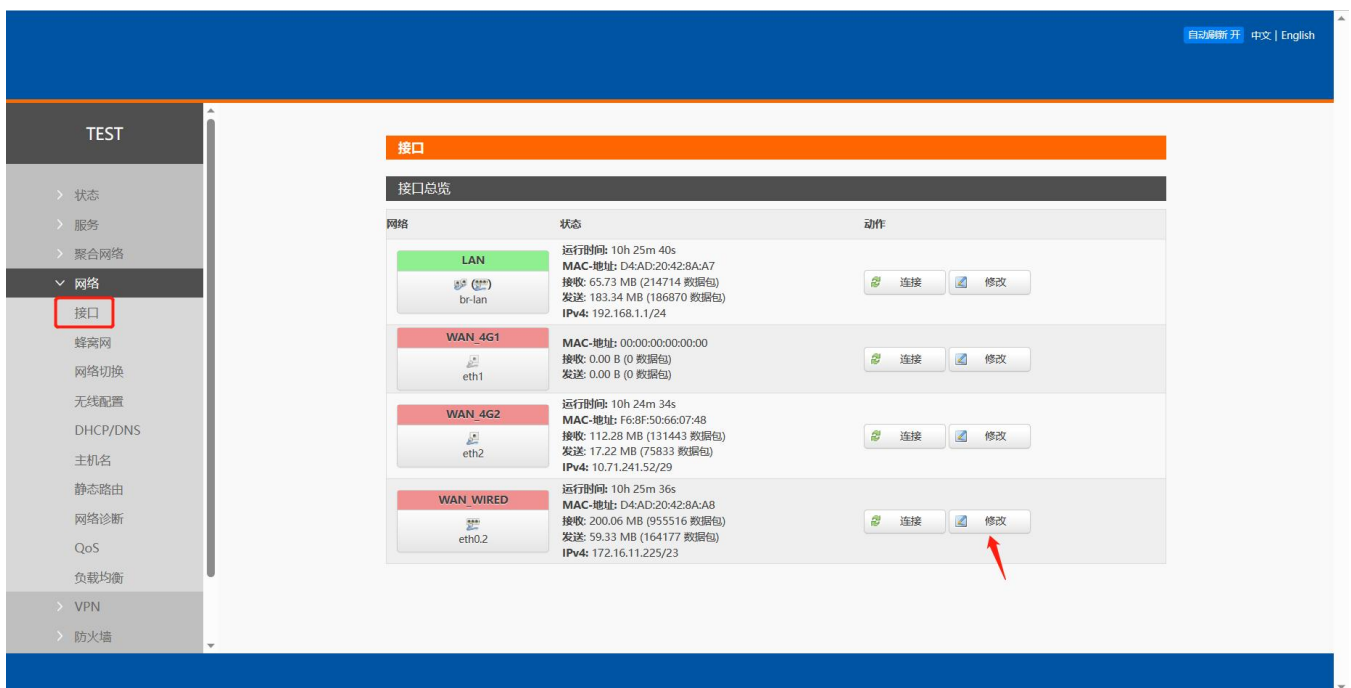 自动刷新 开 中文 | English
TEST
状态
服务
聚合网络
网络
接口
蜂窝网
网络切换
无线配置
DHCP/DNS
主机名
静态路由
网络诊断
QoS
负载均衡
VPN
防火墙
接口
接口总览
网络 状态 动作
LAN
br-lan
运行时间: 10h 25m 40s
MAC-地址: D4:AD:20:42:8A:A7
接收: 65.73 MB (214714 数据包)
发送: 183.34 MB (186870 数据包)
IPv4: 192.168.1.1/24
连接 修改
WAN_4G1
eth1
MAC-地址: 00:00:00:00:00:00
接收: 0.00 B (0 数据包)
发送: 0.00 B (0 数据包)
连接 修改
WAN_4G2
eth2
运行时间: 10h 24m 34s
MAC-地址: F6:8F:50:66:07:48
接收: 112.28 MB (131443 数据包)
发送: 17.22 MB (75833 数据包)
IPv4: 10.71.241.52/29
连接 修改
WAN_WIRED
eth0.2
运行时间: 10h 25m 36s
MAC-地址: D4:AD:20:42:8A:A8
接收: 200.06 MB (955516 数据包)
发送: 59.33 MB (164177 数据包)
IPv4: 172.16.11.225/23
连接 修改